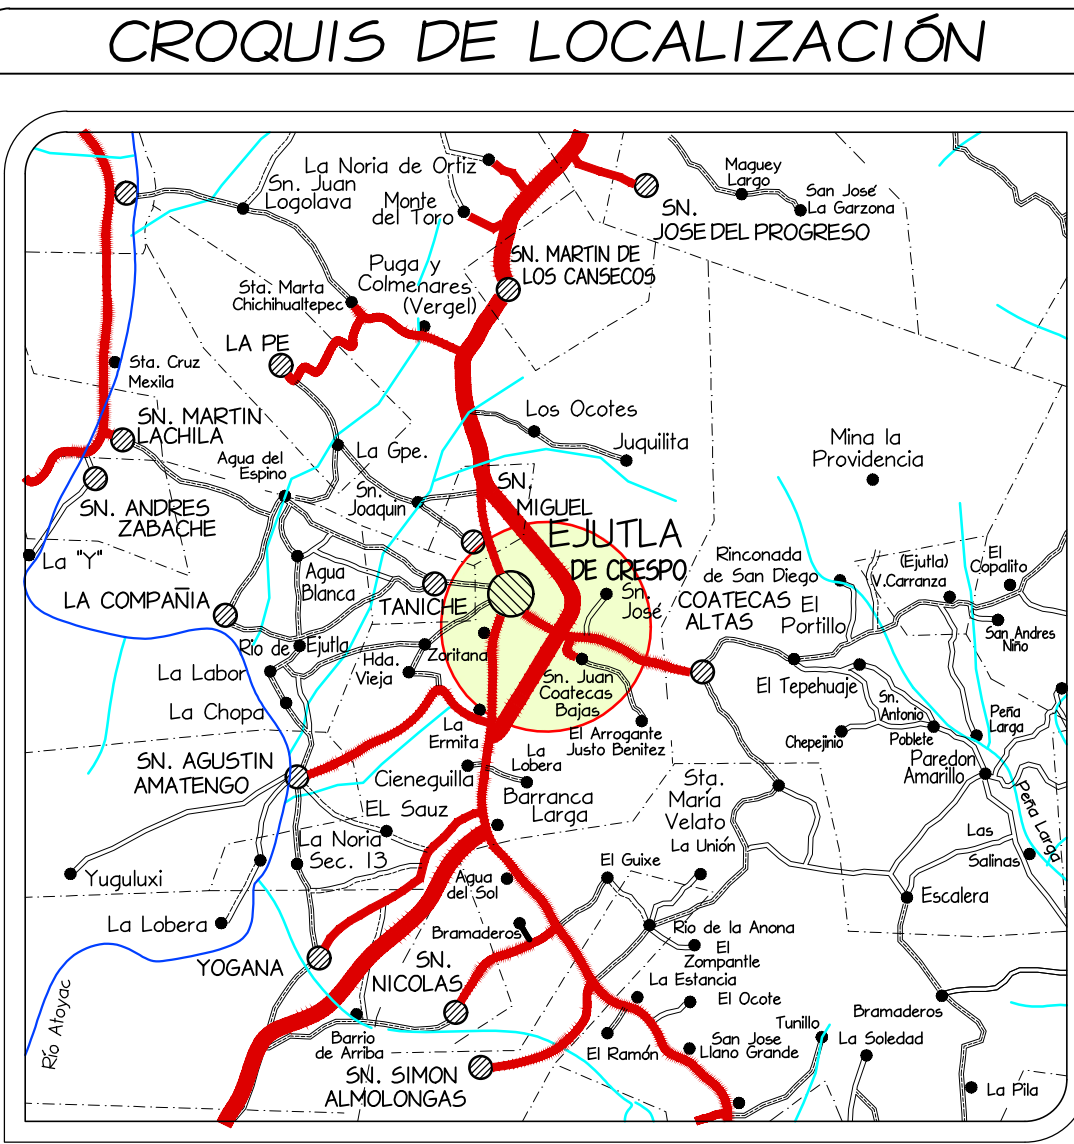 CROQUIS DE LOCALIZACIÓN
La Noria de Ortiz
Sn. Juan
Logolava
Monte
del Toro
Maguey
Largo
San José
La Garzona
SN.
JOSE DEL PROGRESO
SN. MARTIN DE
LOS CANSECOS
Puga y
Colmenares
(Vergel)
Sta. Marta
Chichihualtepec
LA PE
Sta. Cruz
Mexila
SN. MARTIN
LACHILA
Los Ocotes
Juquilita
La Gpe.
Agua del
Espino
Mina la
Providencia
Sn.
Joaquin
SN.
MIGUEL
SN. ANDRES
ZABACHE
EJUTLA
DE CRESPO
La "Y"
Agua
Blanca
LA COMPAÑIA
TANICHE
Sn.
José
Rinconada
de San Diego
COATECAS
ALTAS
El
Portillo
(Ejutla)
V.Carranza
El
Copalito
San Andres
Niño
Rio de Ejutla
Zoritana
Hda.
Vieja
La Labor
La Chopa
Sn. Juan
Coatecas
Bajas
El Tepehuaje
Sn.
Antonio
Peña
Larga
El Arrogante
Justo Benitez
Chepejinio
Poblete
La
Ermita
La
Lobera
SN. AGUSTIN
AMATENGO
Cieneguilla
Paredon
Amarillo
Sta.
María
Velato
Barranca
Larga
EL Sauz
Peña Larga
La Noria
Sec. 13
La Unión
El Guixe
Las
Salinas
Yuguluxi
Agua
del Sol
Escalera
La Lobera
Bramaderos
Rio de la Anona
El
Zompantle
YOGANA
SN.
NICOLAS
La Estancia
El Ocote
Bramaderos
Río Atoyac
Tunillo
La Soledad
Barrio
de Arriba
El Ramón
San Jose
Llano Grande
SN. SIMON
ALMOLONGAS
La Pila